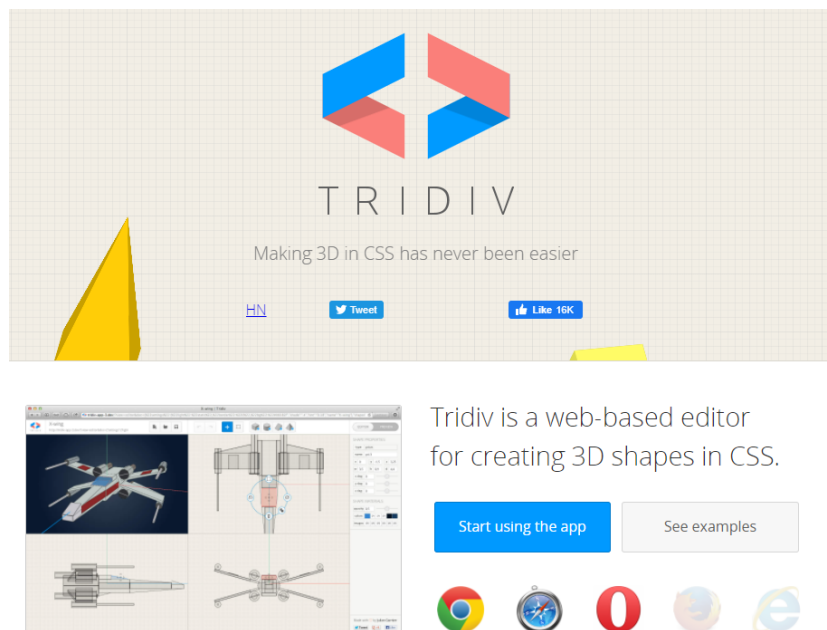 TRIDIV
Making 3D in CSS has never been easier
HN
Tweet
Like 16K
Tridiv is a web-based editor
for creating 3D shapes in CSS.
Start using the app
See examples